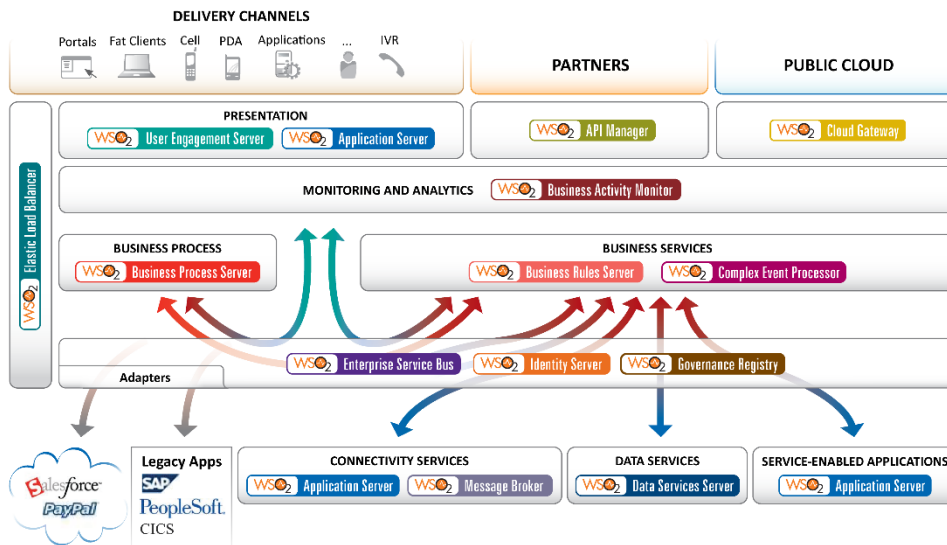 DELIVERY CHANNELS
Portals Fat Clients Cell PDA Applications ... IVR
PARTNERS
PUBLIC CLOUD
PRESENTATION
WSO2 User Engagement Server
WSO2 Application Server
WSO2 API Manager
WSO2 Cloud Gateway
WSO2 Elastic Load Balancer
MONITORING AND ANALYTICS
WSO2 Business Activity Monitor
BUSINESS PROCESS
WSO2 Business Process Server
BUSINESS SERVICES
WSO2 Business Rules Server
WSO2 Complex Event Processor
WSO2 Enterprise Service Bus
WSO2 Identity Server
WSO2 Governance Registry
Adapters
Salesforce
PayPal
Legacy Apps
SAP
PeopleSoft.
CICS
CONNECTIVITY SERVICES
WSO2 Application Server
WSO2 Message Broker
DATA SERVICES
WSO2 Data Services Server
SERVICE-ENABLED APPLICATIONS
WSO2 Application Server